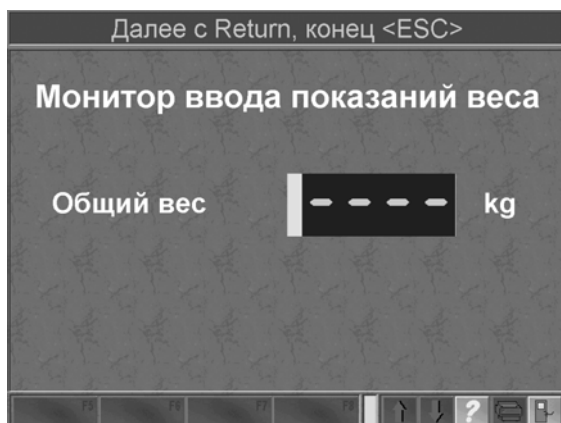 Далее с Return, конец <ESC>
Монитор ввода показаний веса
Общий вес - - - - kg
F5 F6 F7 F8 ?